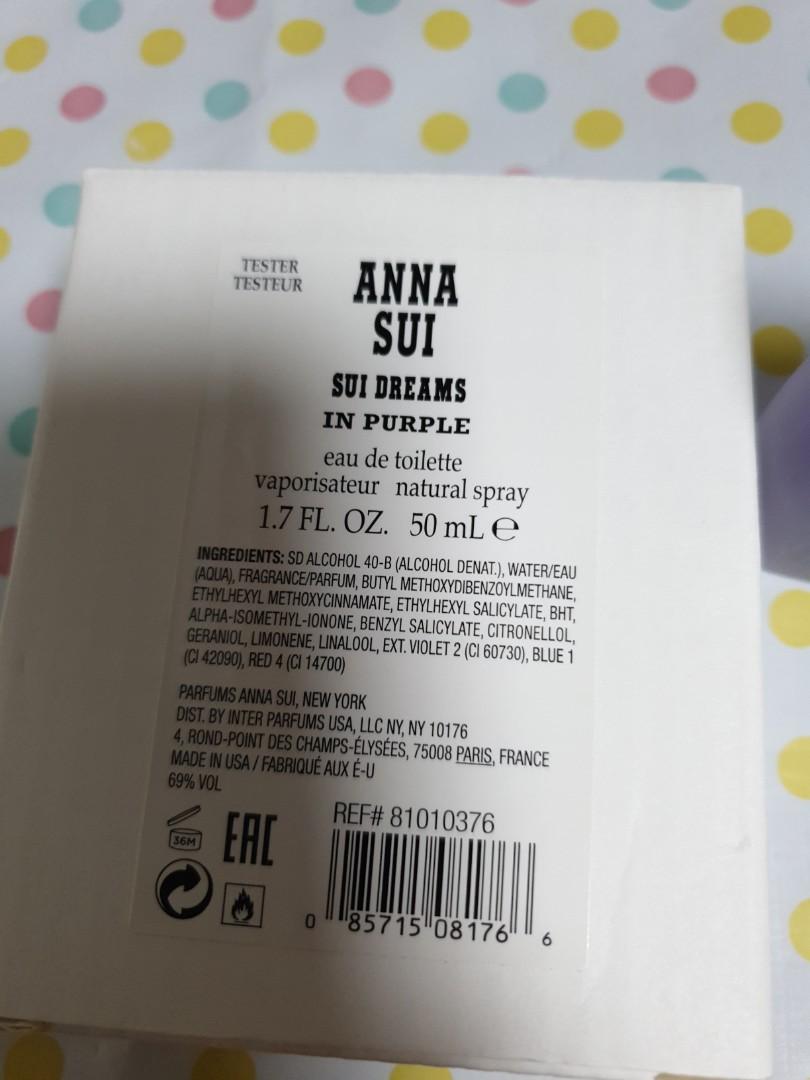 TESTER
TESTEUR
ANNA
SUI
SUI DREAMS
IN PURPLE
eau de toilette
vaporisateur natural spray
1.7 FL. OZ. 50 mL ℮
INGREDIENTS: SD ALCOHOL 40-B (ALCOHOL DENAT.), WATER/EAU
(AQUA), FRAGRANCE/PARFUM, BUTYL METHOXYDIBENZOYLMETHANE,
ETHYLHEXYL METHOXYCINNAMATE, ETHYLHEXYL SALICYLATE, BHT,
ALPHA-ISOMETHYL-IONONE, BENZYL SALICYLATE, CITRONELLOL,
GERANIOL, LIMONENE, LINALOOL, EXT. VIOLET 2 (CI 60730), BLUE 1
(CI 42090), RED 4 (CI 14700)
PARFUMS ANNA SUI, NEW YORK
DIST. BY INTER PARFUMS USA, LLC NY, NY 10176
4, ROND-POINT DES CHAMPS-ÉLYSÉES, 75008 PARIS, FRANCE
MADE IN USA / FABRIQUÉ AUX É-U
69% VOL
36M
EAC
REF# 81010376
0 85715 08176 6